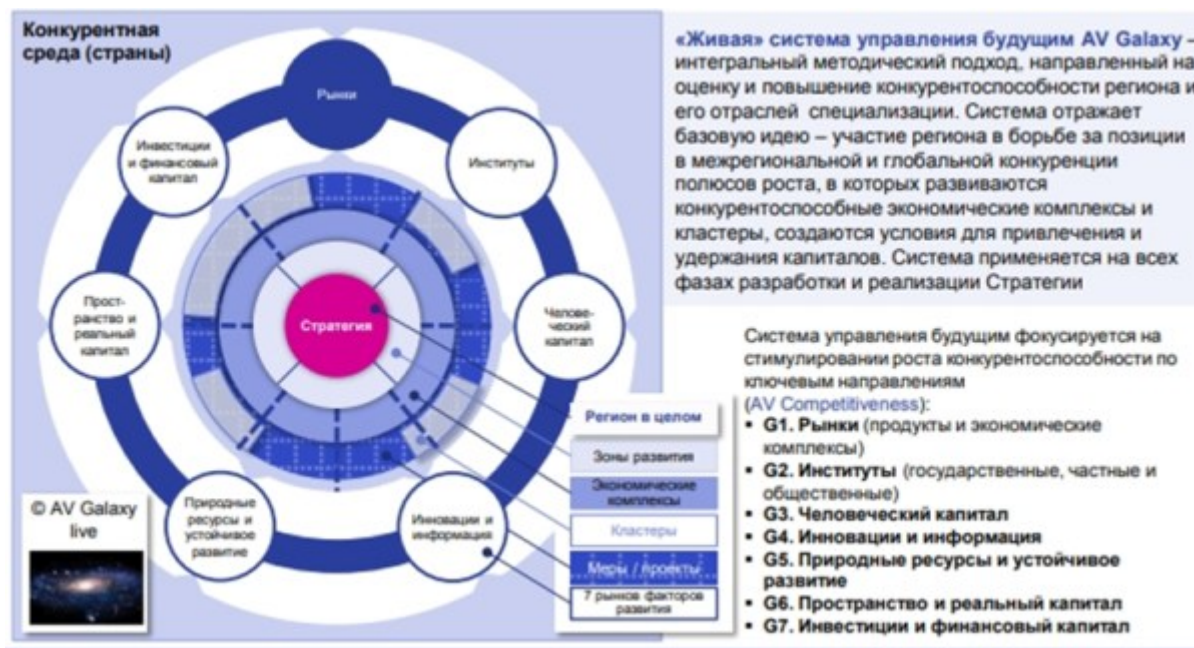 Конкурентная
среда (страны)
Рынки
Инвестиции
и финансовый
капитал
Институты
Прост-
ранство и
реальный
капитал
Стратегия
Челове-
ческий
капитал
Природные
ресурсы и
устойчивое
развитие
Инновации и
информация
© AV Galaxy
live
Регион в целом
Зоны развития
Экономические
комплексы
Кластеры
Меры / проекты
7 рынков факторов
развития
«Живая» система управления будущим AV Galaxy –
интегральный методический подход, направленный на
оценку и повышение конкурентоспособности региона и
его отраслей специализации. Система отражает
базовую идею – участие региона в борьбе за позиции
в межрегиональной и глобальной конкуренции
полюсов роста, в которых развиваются
конкурентоспособные экономические комплексы и
кластеры, создаются условия для привлечения и
удержания капиталов. Система применяется на всех
фазах разработки и реализации Стратегии
Система управления будущим фокусируется на
стимулировании роста конкурентоспособности по
ключевым направлениям
(AV Competitiveness):
▪ G1. Рынки (продукты и экономические
комплексы)
▪ G2. Институты (государственные, частные и
общественные)
▪ G3. Человеческий капитал
▪ G4. Инновации и информация
▪ G5. Природные ресурсы и устойчивое
развитие
▪ G6. Пространство и реальный капитал
▪ G7. Инвестиции и финансовый капитал